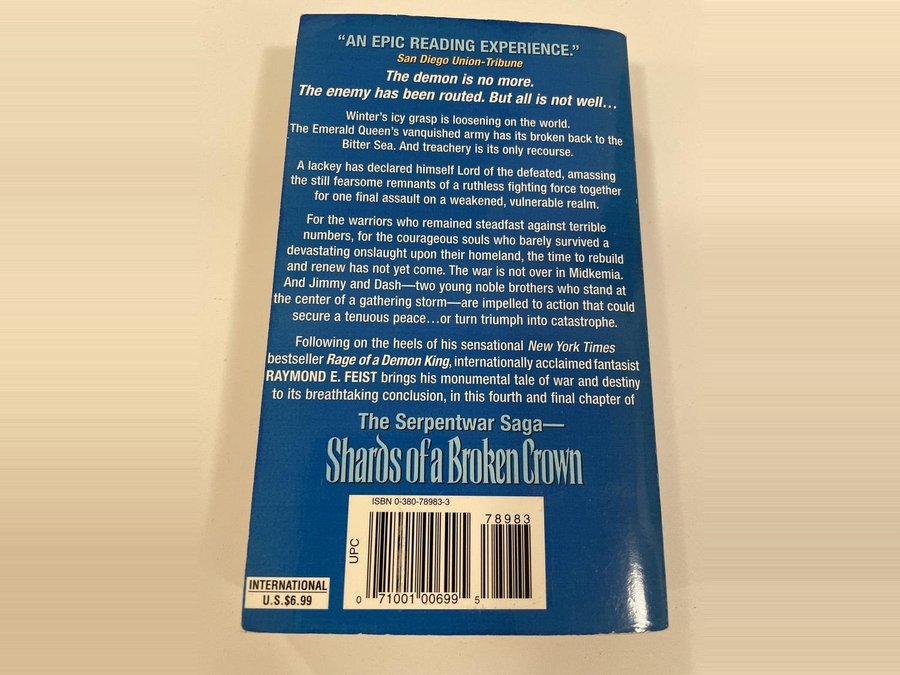 “AN EPIC READING EXPERIENCE.”
San Diego Union-Tribune
The demon is no more.
The enemy has been routed. But all is not well…
Winter’s icy grasp is loosening on the world.
The Emerald Queen’s vanquished army has its broken back to the
Bitter Sea. And treachery is its only recourse.
A lackey has declared himself Lord of the defeated, amassing
the still fearsome remnants of a ruthless fighting force together
for one final assault on a weakened, vulnerable realm.
For the warriors who remained steadfast against terrible
numbers, for the courageous souls who barely survived a
devastating onslaught upon their homeland, the time to rebuild
and renew has not yet come. The war is not over in Midkemia.
And Jimmy and Dash—two young noble brothers who stand at
the center of a gathering storm—are impelled to action that could
secure a tenuous peace…or turn triumph into catastrophe.
Following on the heels of his sensational New York Times
bestseller Rage of a Demon King, internationally acclaimed fantasist
RAYMOND E. FEIST brings his monumental tale of war and destiny
to its breathtaking conclusion, in this fourth and final chapter of
The Serpentwar Saga—
Shards of a Broken Crown
ISBN 0-380-78983-3
78983
UPC
0 71001 00699 5
INTERNATIONAL
U.S.$6.99